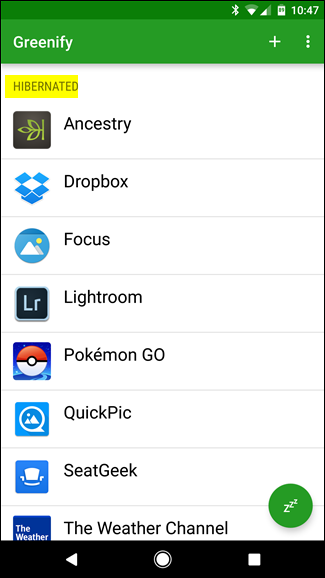 10:47
Greenify
HIBERNATED
Ancestry
Dropbox
Focus
Lr
Lightroom
Pokémon GO
QuickPic
SeatGeek
The
Weather
The Weather Channel
zzz